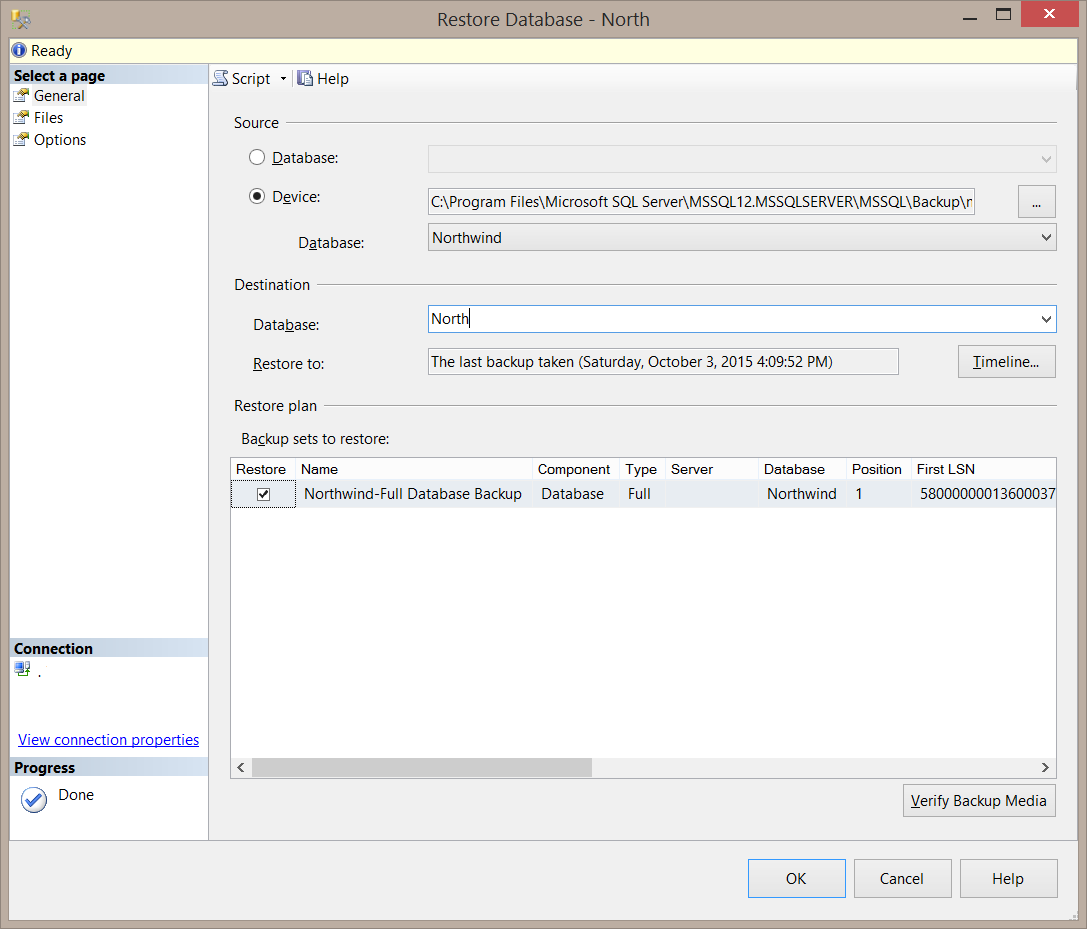 Restore Database - North
Ready
Select a page
General
Files
Options
Connection
.
View connection properties
Progress
Done
Script
Help
Source
Database:
Device:
C:\Program Files\Microsoft SQL Server\MSSQL12.MSSQLSERVER\MSSQL\Backup\n
...
Database:
Northwind
Destination
Database:
North
Restore to:
The last backup taken (Saturday, October 3, 2015 4:09:52 PM)
Timeline...
Restore plan
Backup sets to restore:
Restore Name Component Type Server Database Position First LSN
Northwind-Full Database Backup Database Full Northwind 1 58000000013600037
Verify Backup Media
OK Cancel Help